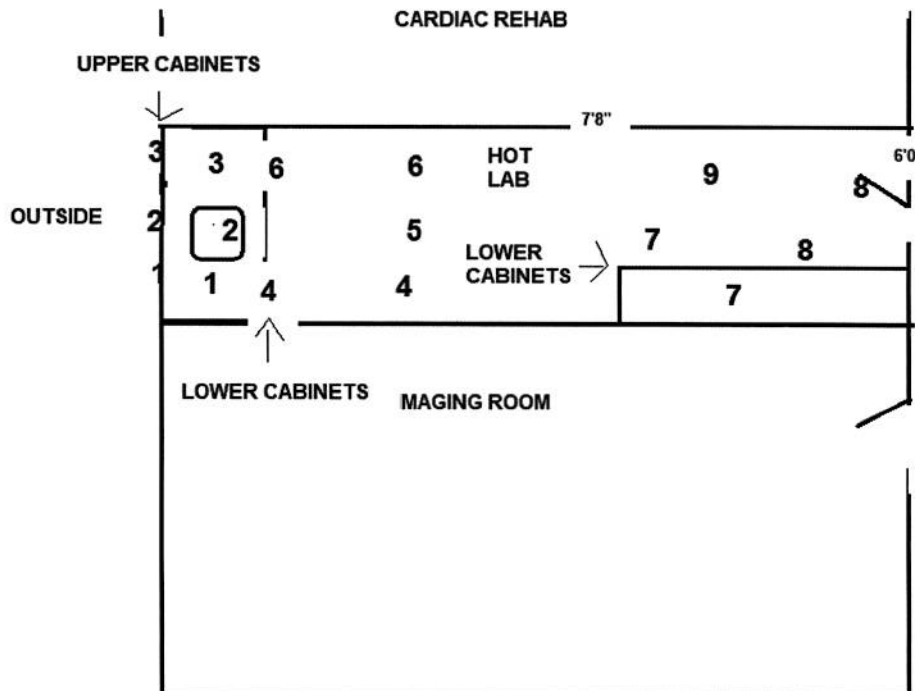 CARDIAC REHAB
UPPER CABINETS
7'8"
3 3 6 6 HOT 9 6'0
LAB 8
OUTSIDE 2 2 5 7 8
LOWER
CABINETS
1 1 4 4 7
LOWER CABINETS
MAGING ROOM